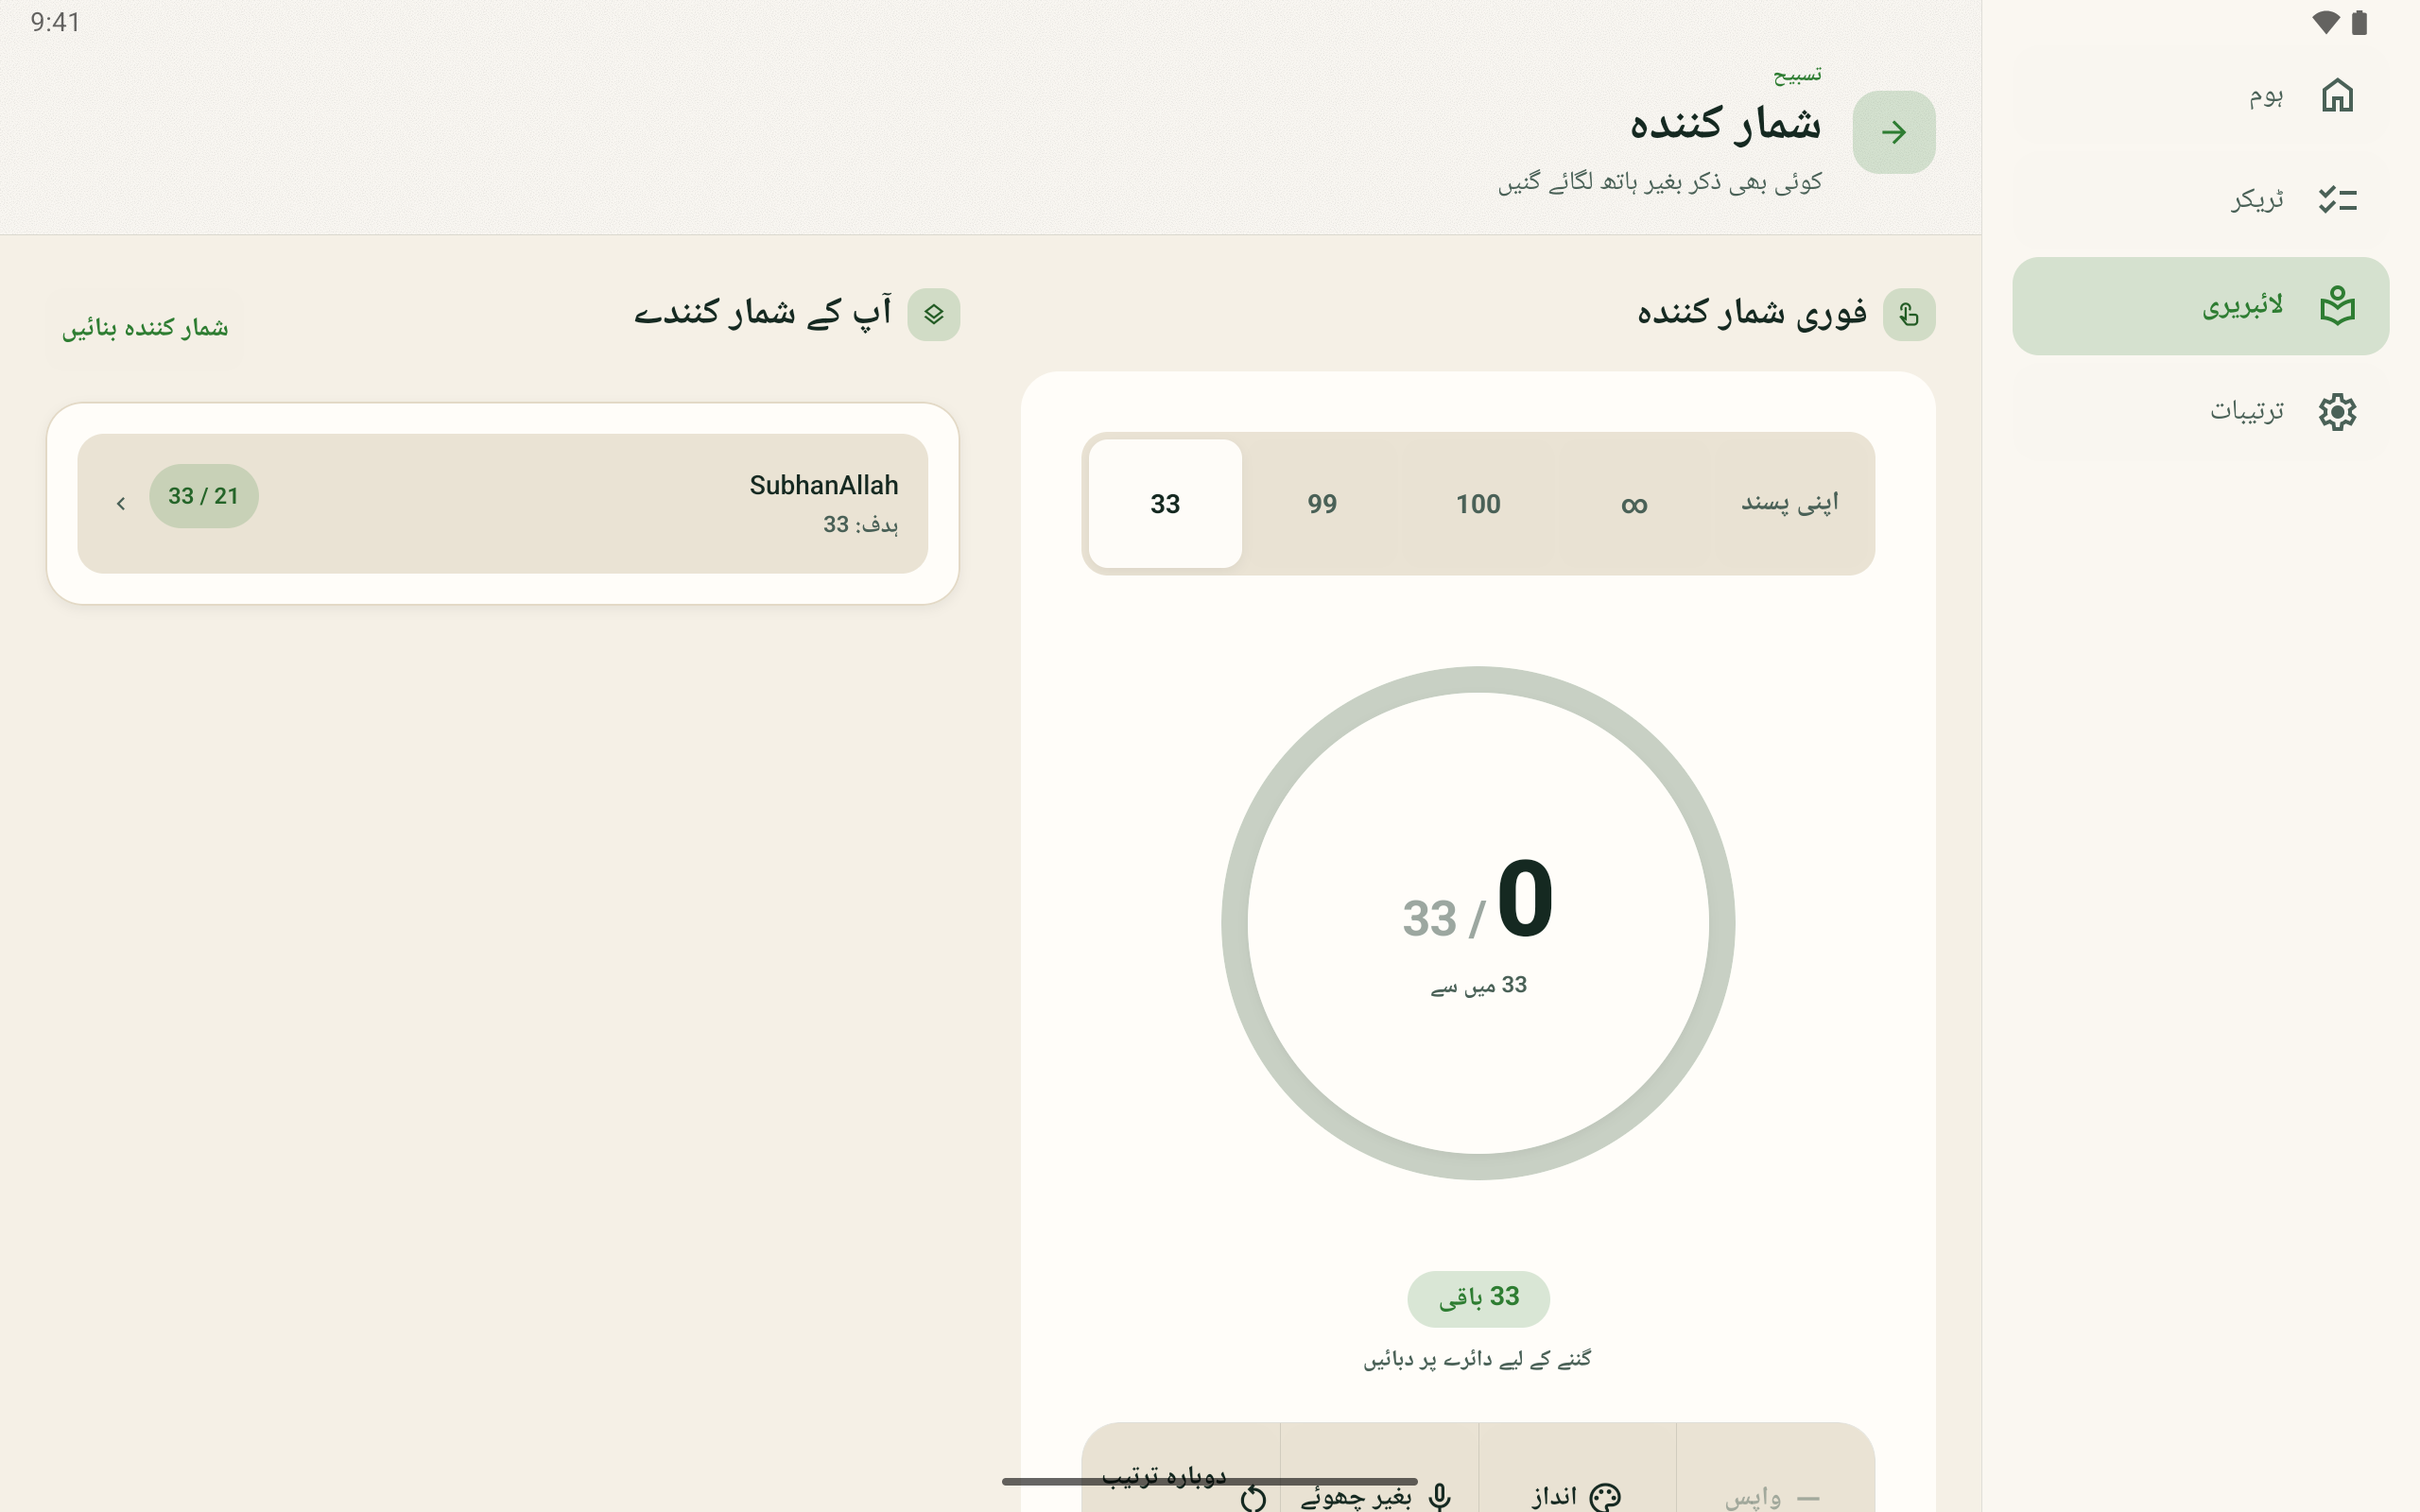 9:41
ہوم
ٹریکر
لائبریری
ترتیبات
تسبیح
شمار کنندہ
کوئی بھی ذکر بغیر ہاتھ لگائے گنیں
فوری شمار کنندہ
اپنی پسند
∞
100
99
33
0 / 33
33 میں سے
33 باقی
گننے کے لیے دائرے پر دبائیں
واپس
انداز
بغیر چھوئے
دوبارہ ترتیب
آپ کے شمار کنندے
شمار کنندہ بنائیں
SubhanAllah
ہدف: 33
33 / 21